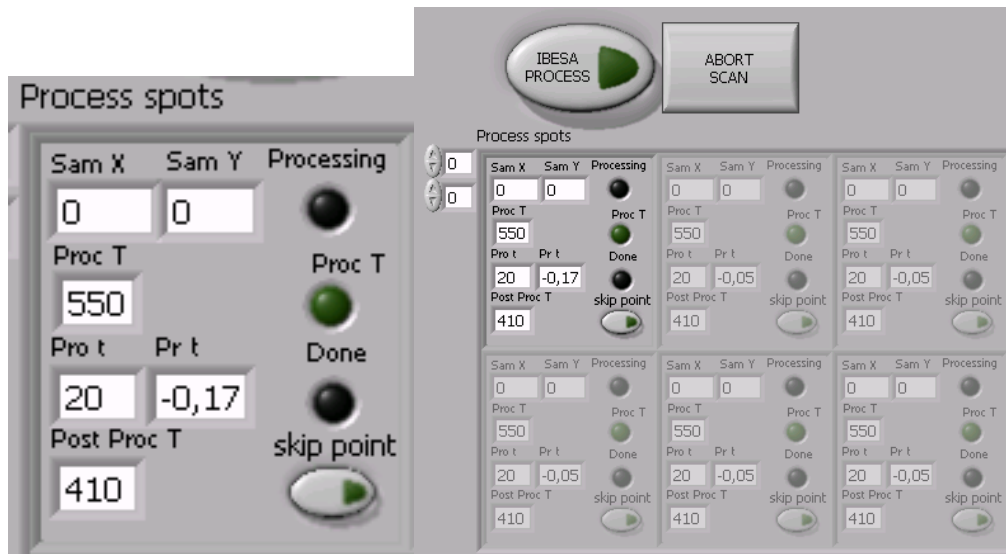 Process spots
Sam X Sam Y Processing
0 0
Proc T Proc T
550
Pro t Pr t Done
20 -0,17
Post Proc T skip point
410
IBESA PROCESS
ABORT SCAN
Process spots
0
0
Sam X Sam Y Processing Sam X Sam Y Processing Sam X Sam Y Processing
0 0 0 0 0 0
Proc T Proc T Proc T Proc T Proc T Proc T
550 550 550
Pro t Pr t Done Pro t Pr t Done Pro t Pr t Done
20 -0,17 20 -0,05 20 -0,05
Post Proc T skip point Post Proc T skip point Post Proc T skip point
410 410 410
Sam X Sam Y Processing Sam X Sam Y Processing Sam X Sam Y Processing
0 0 0 0 0 0
Proc T Proc T Proc T Proc T Proc T Proc T
550 550 550
Pro t Pr t Done Pro t Pr t Done Pro t Pr t Done
20 -0,05 20 -0,05 20 -0,05
Post Proc T skip point Post Proc T skip point Post Proc T skip point
410 410 410